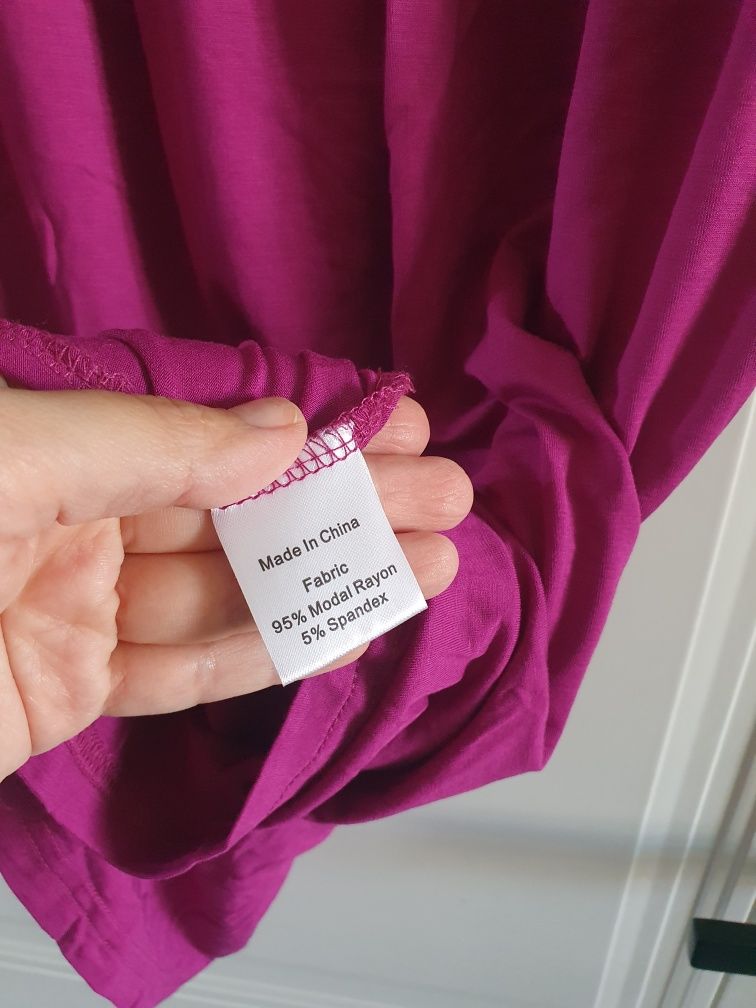 Made In China
Fabric
95% Modal Rayon
5% Spandex